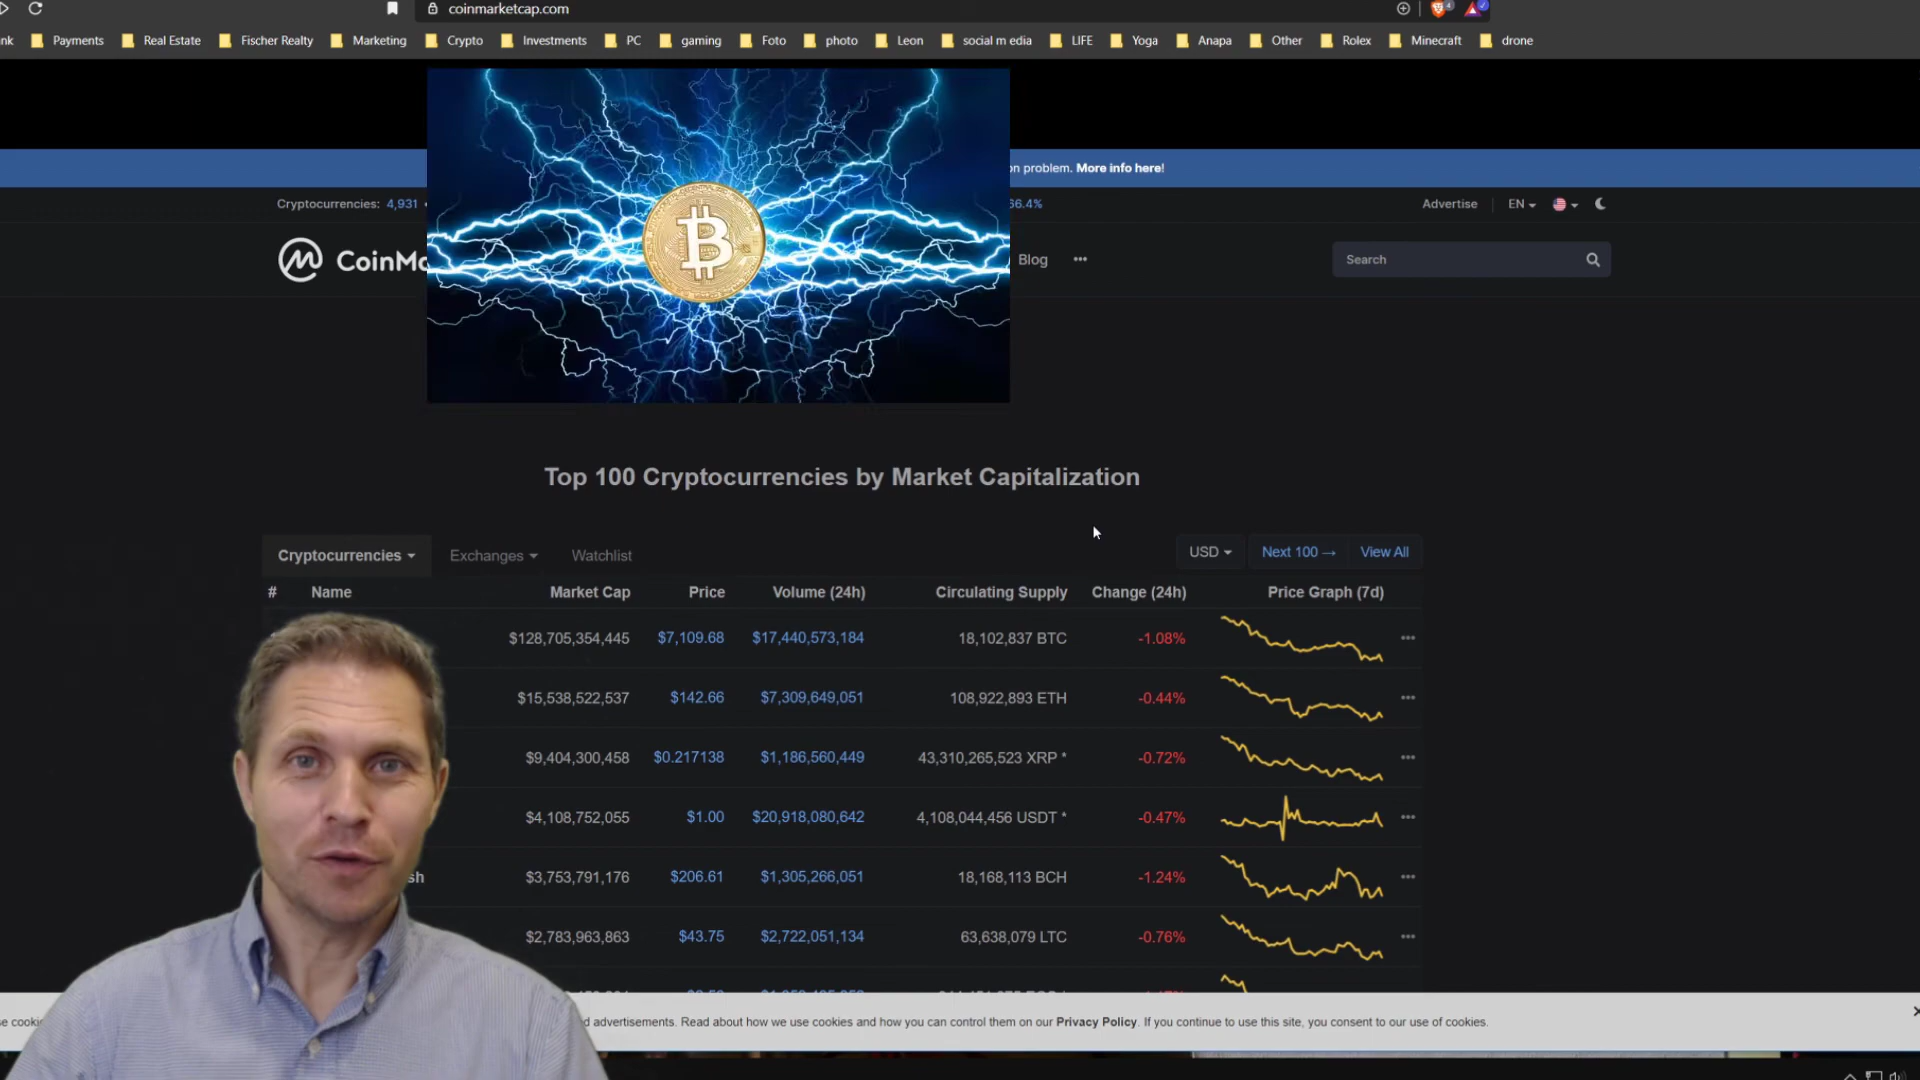 coinmarketcap.com
4
nk Payments Real Estate Fischer Realty Marketing Crypto Investments PC gaming Foto photo Leon social m edia LIFE Yoga Anapa Other Rolex Minecraft drone
on problem. More info here!
Cryptocurrencies: 4,931 66.4% Advertise EN
CoinMa Blog ••• Search
B
Top 100 Cryptocurrencies by Market Capitalization
Cryptocurrencies Exchanges Watchlist USD Next 100 → View All
# Name Market Cap Price Volume (24h) Circulating Supply Change (24h) Price Graph (7d)
$128,705,354,445 $7,109.68 $17,440,573,184 18,102,837 BTC -1.08% •••
$15,538,522,537 $142.66 $7,309,649,051 108,922,893 ETH -0.44% •••
$9,404,300,458 $0.217138 $1,186,560,449 43,310,265,523 XRP * -0.72% •••
$4,108,752,055 $1.00 $20,918,080,642 4,108,044,456 USDT * -0.47% •••
sh $3,753,791,176 $206.61 $1,305,266,051 18,168,113 BCH -1.24% •••
$2,783,963,863 $43.75 $2,722,051,134 63,638,079 LTC -0.76% •••
se cooki d advertisements. Read about how we use cookies and how you can control them on our Privacy Policy. If you continue to use this site, you consent to our use of cookies.